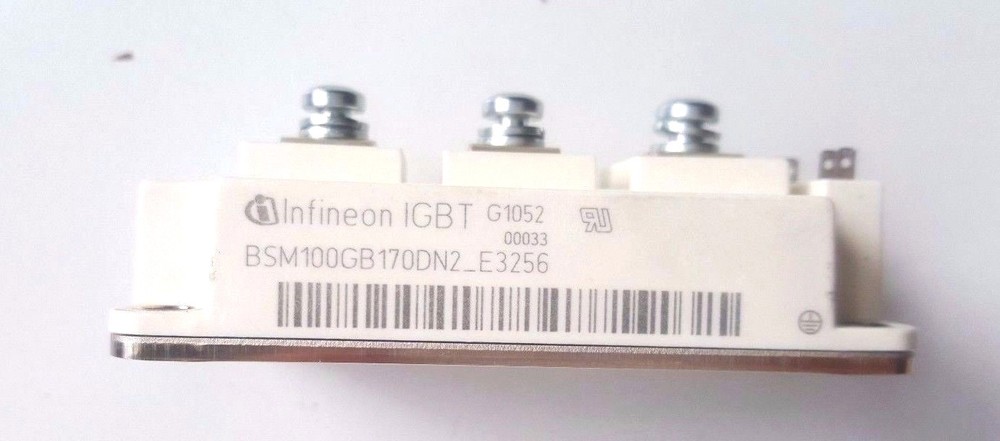 Infineon IGBT G1052
00033
BSM100GB170DN2_E3256